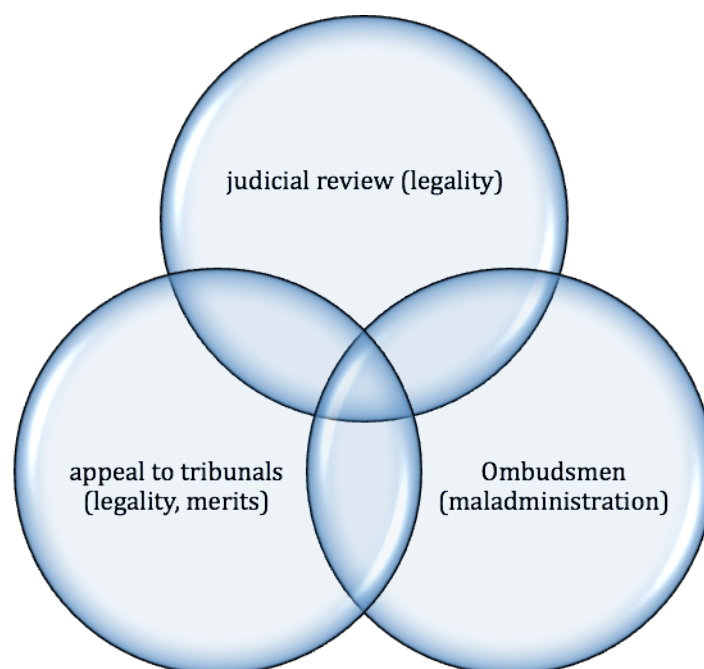 judicial review (legality)
appeal to tribunals
(legality, merits)
Ombudsmen
(maladministration)